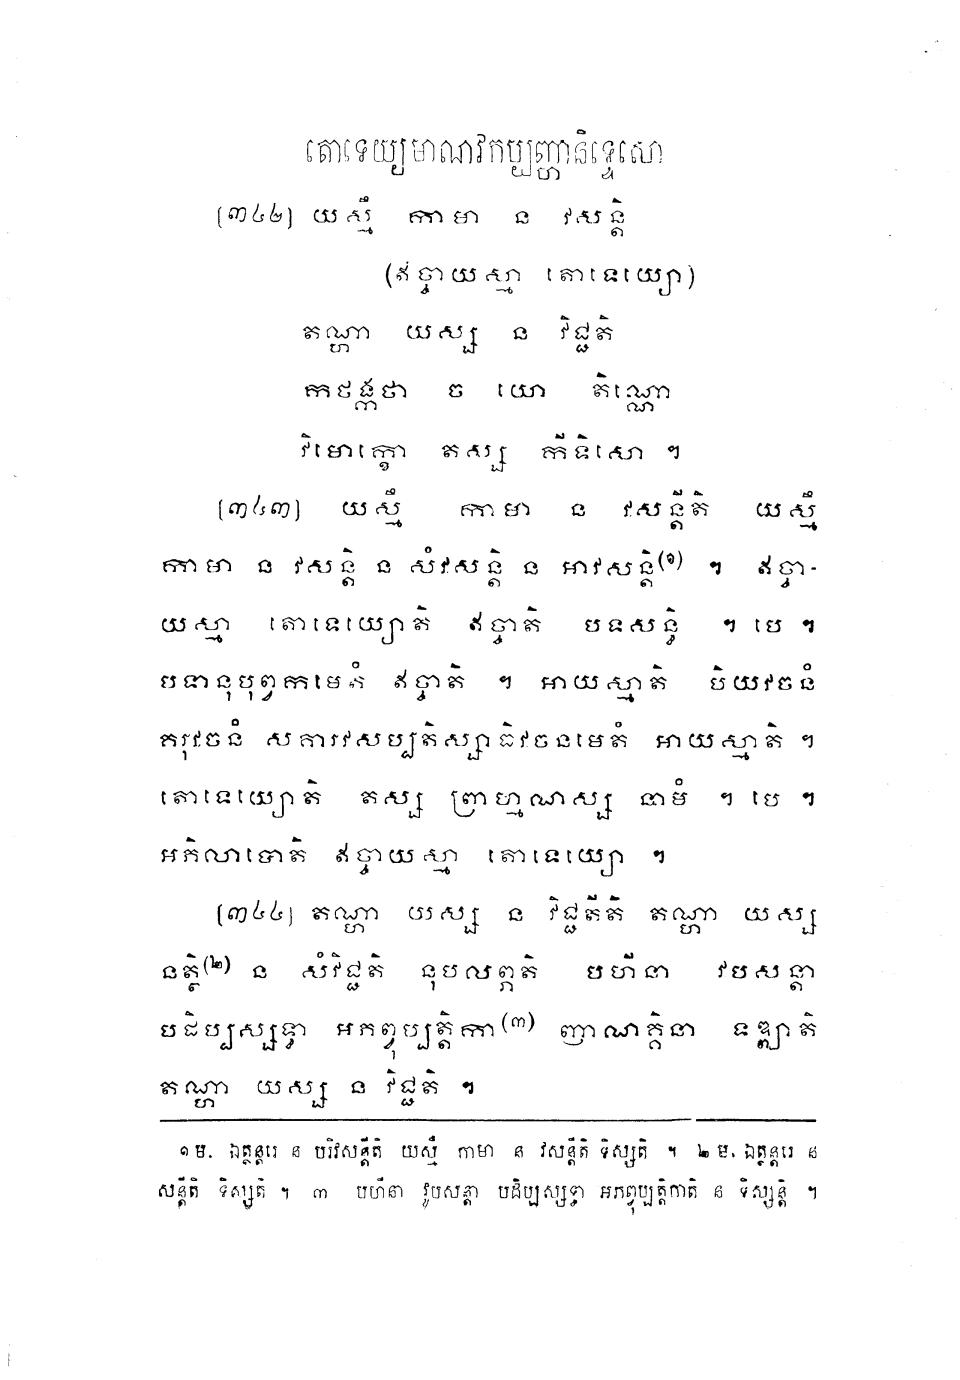 តោទេយ្យមាណវកប្បញ្ហានិទ្ទេសោ
[៣៤២] យស្មឹ កាមា ន វសន្តិ
(ឥច្ចាយស្មា តោទេយ្យោ)
តណ្ហា យស្ស ន វិជ្ជតិ
កថង្កថា ច យោ តិណ្ណោ
វិមោក្ខោ តស្ស កីទិសោ ។
[៣៤៣] យស្មឹ កាមា ន វសន្តីតិ យស្មឹ
កាមា ន វសន្តិ ន សំវសន្តិ ន អាវសន្តិ(១) ។ ឥច្ចា-
យស្មា តោទេយ្យោតិ ឥច្ចាតិ បទសន្ធិ ។ បេ ។
បទានុបុព្វកាមេតំ ឥច្ចាតិ ។ អាយស្មាតិ បិយវចនំ
គរុវចនំ សគារវសប្បតិស្សាធិវចនមេតំ អាយស្មាតិ ។
តោទេយ្យោតិ តស្ស ព្រាហ្មណស្ស នាមំ ។ បេ ។
អភិលាបោតិ ឥច្ចាយស្មា តោទេយ្យោ ។
[៣៤៤] តណ្ហា យស្ស ន វិជ្ជតីតិ តណ្ហា យស្ស
នត្ថិ(២) ន សំវិជ្ជតិ នុបលព្ភតិ បហីនា វូបសន្តា
បដិប្បស្សទ្ធា អភព្វុប្បត្តិកា(៣) ញាណគ្គិនា ទឌ្ឍាតិ
តណ្ហា យស្ស ន វិជ្ជតិ ។
១ ម. ឯត្ថន្តរេ ន បរិវសន្តីតិ យស្មឹ កាមា ន វសន្តីតិ ទិស្សតិ ។ ២ ម. ឯត្ថន្តរេ ន
សន្តីតិ ទិស្សតិ ។ ៣ បហីនា វូបសន្តា បដិប្បស្សទ្ធា អភព្វុប្បត្តិកាតិ ន ទិស្សន្តិ ។